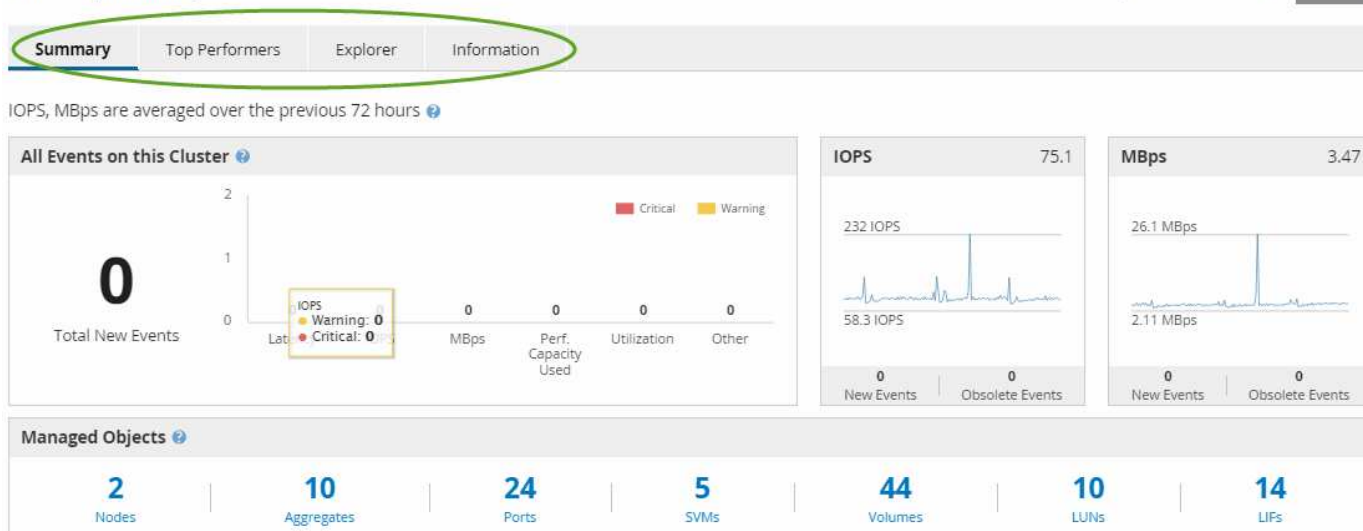 Summary Top Performers Explorer Information
IOPS, MBps are averaged over the previous 72 hours
All Events on this Cluster
0
Total New Events
2
1
0
Critical Warning
IOPS
Warning: 0
Critical: 0
0 0 0 0
MBps Perf. Capacity Used Utilization Other
IOPS 75.1
232 IOPS
58.3 IOPS
0 0
New Events Obsolete Events
MBps 3.47
26.1 MBps
2.11 MBps
0 0
New Events Obsolete Events
Managed Objects
2 10 24 5 44 10 14
Nodes Aggregates Ports SVMs Volumes LUNs LIFs